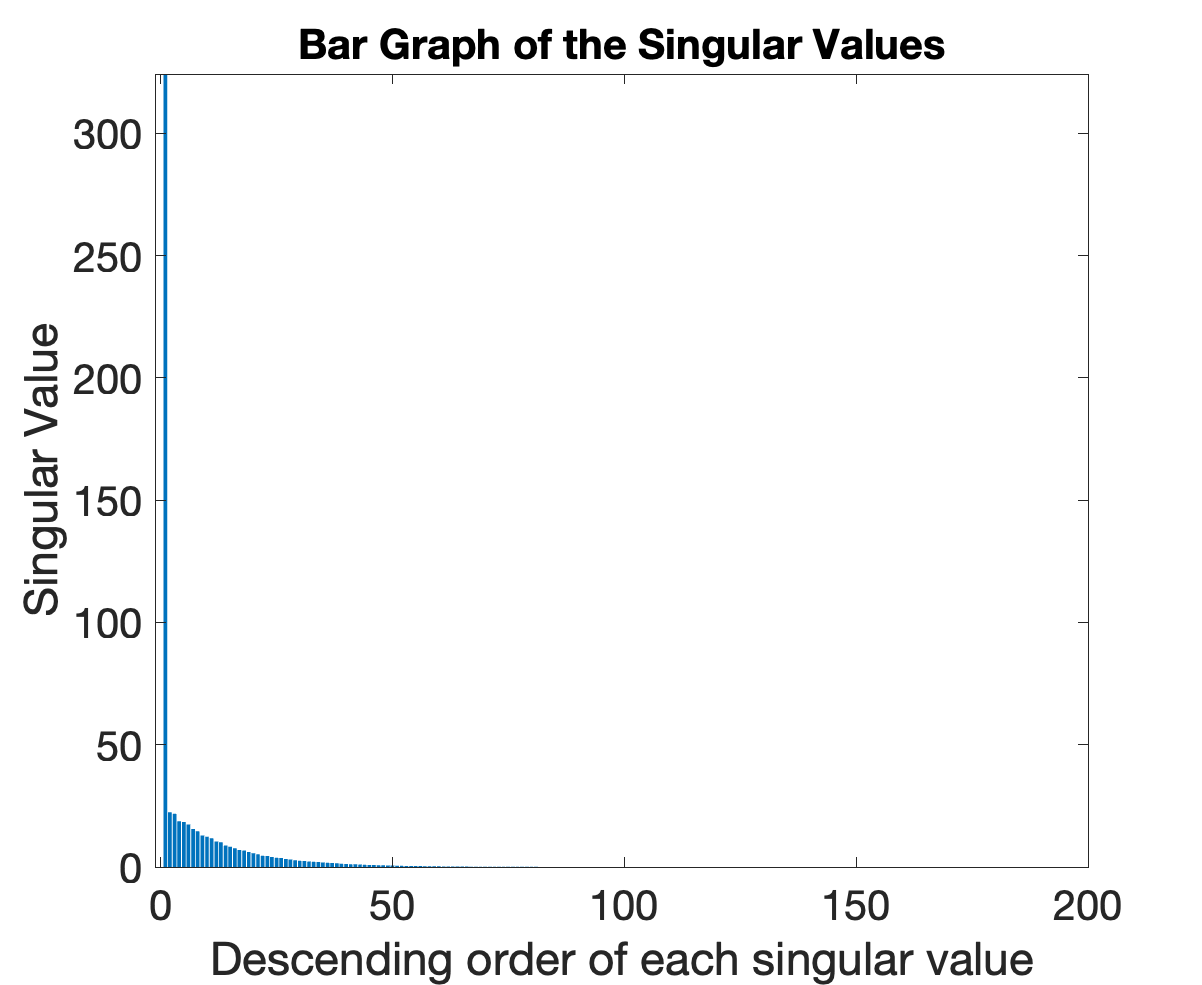 Bar Graph of the Singular Values
300
250
200
150
100
50
0
Singular Value
0 50 100 150 200
Descending order of each singular value